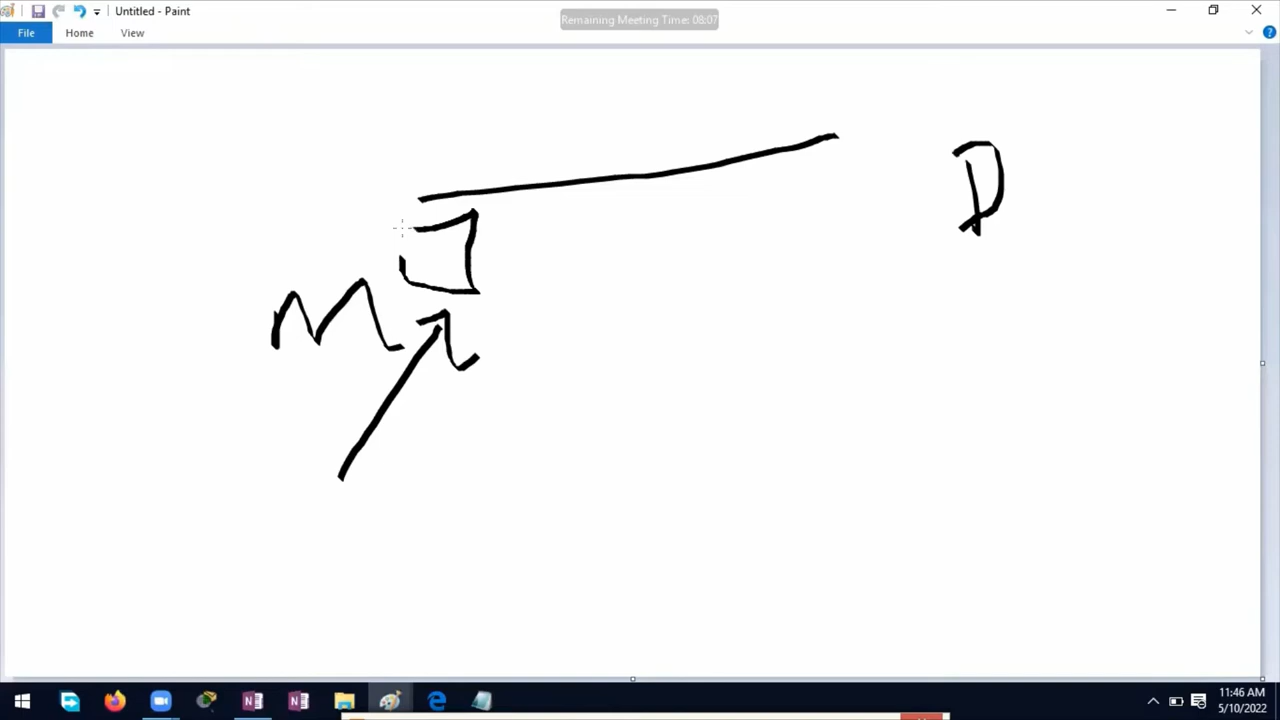 Untitled - Paint
Remaining Meeting Time: 08:07
File Home View
D
M
11:46 AM
5/10/2022